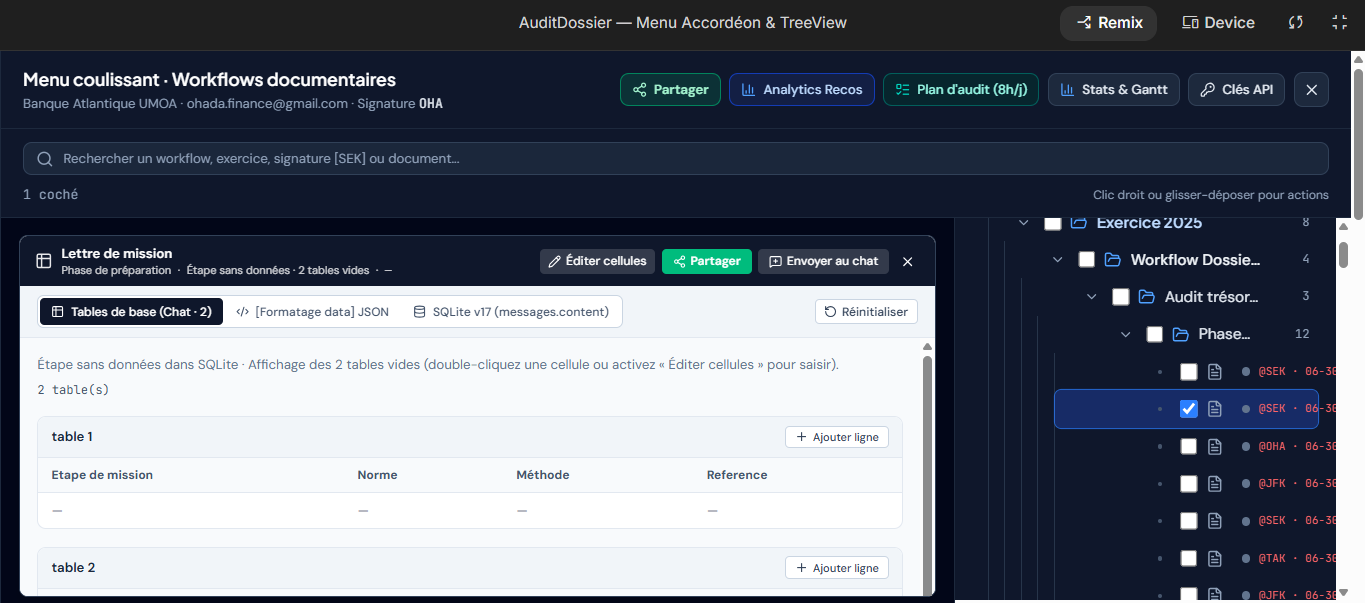 AuditDossier — Menu Accordéon & TreeView
Remix
Device
Menu coulissant · Workflows documentaires
Banque Atlantique UMOA · ohada.finance@gmail.com · Signature OHA
Partager
Analytics Recos
Plan d'audit (8h/j)
Stats & Gantt
Clés API
Rechercher un workflow, exercice, signature [SEK] ou document...
1 coché
Clic droit ou glisser-déposer pour actions
Lettre de mission
Phase de préparation · Étape sans données · 2 tables vides · —
Éditer cellules
Partager
Envoyer au chat
Tables de base (Chat · 2)
</> [Formatage data] JSON
SQLite v17 (messages.content)
Réinitialiser
Étape sans données dans SQLite · Affichage des 2 tables vides (double-cliquez une cellule ou activez « Éditer cellules » pour saisir).
2 table(s)
table 1
+ Ajouter ligne
Etape de mission Norme Méthode Reference
— — — —
table 2
+ Ajouter ligne
Exercice 2025 8
Workflow Dossie... 4
Audit trésor... 3
Phase... 12
@SEK · 06-30
@SEK · 06-30
@OHA · 06-30
@JFK · 06-30
@SEK · 06-30
@TAK · 06-30
@JFK · 06-30